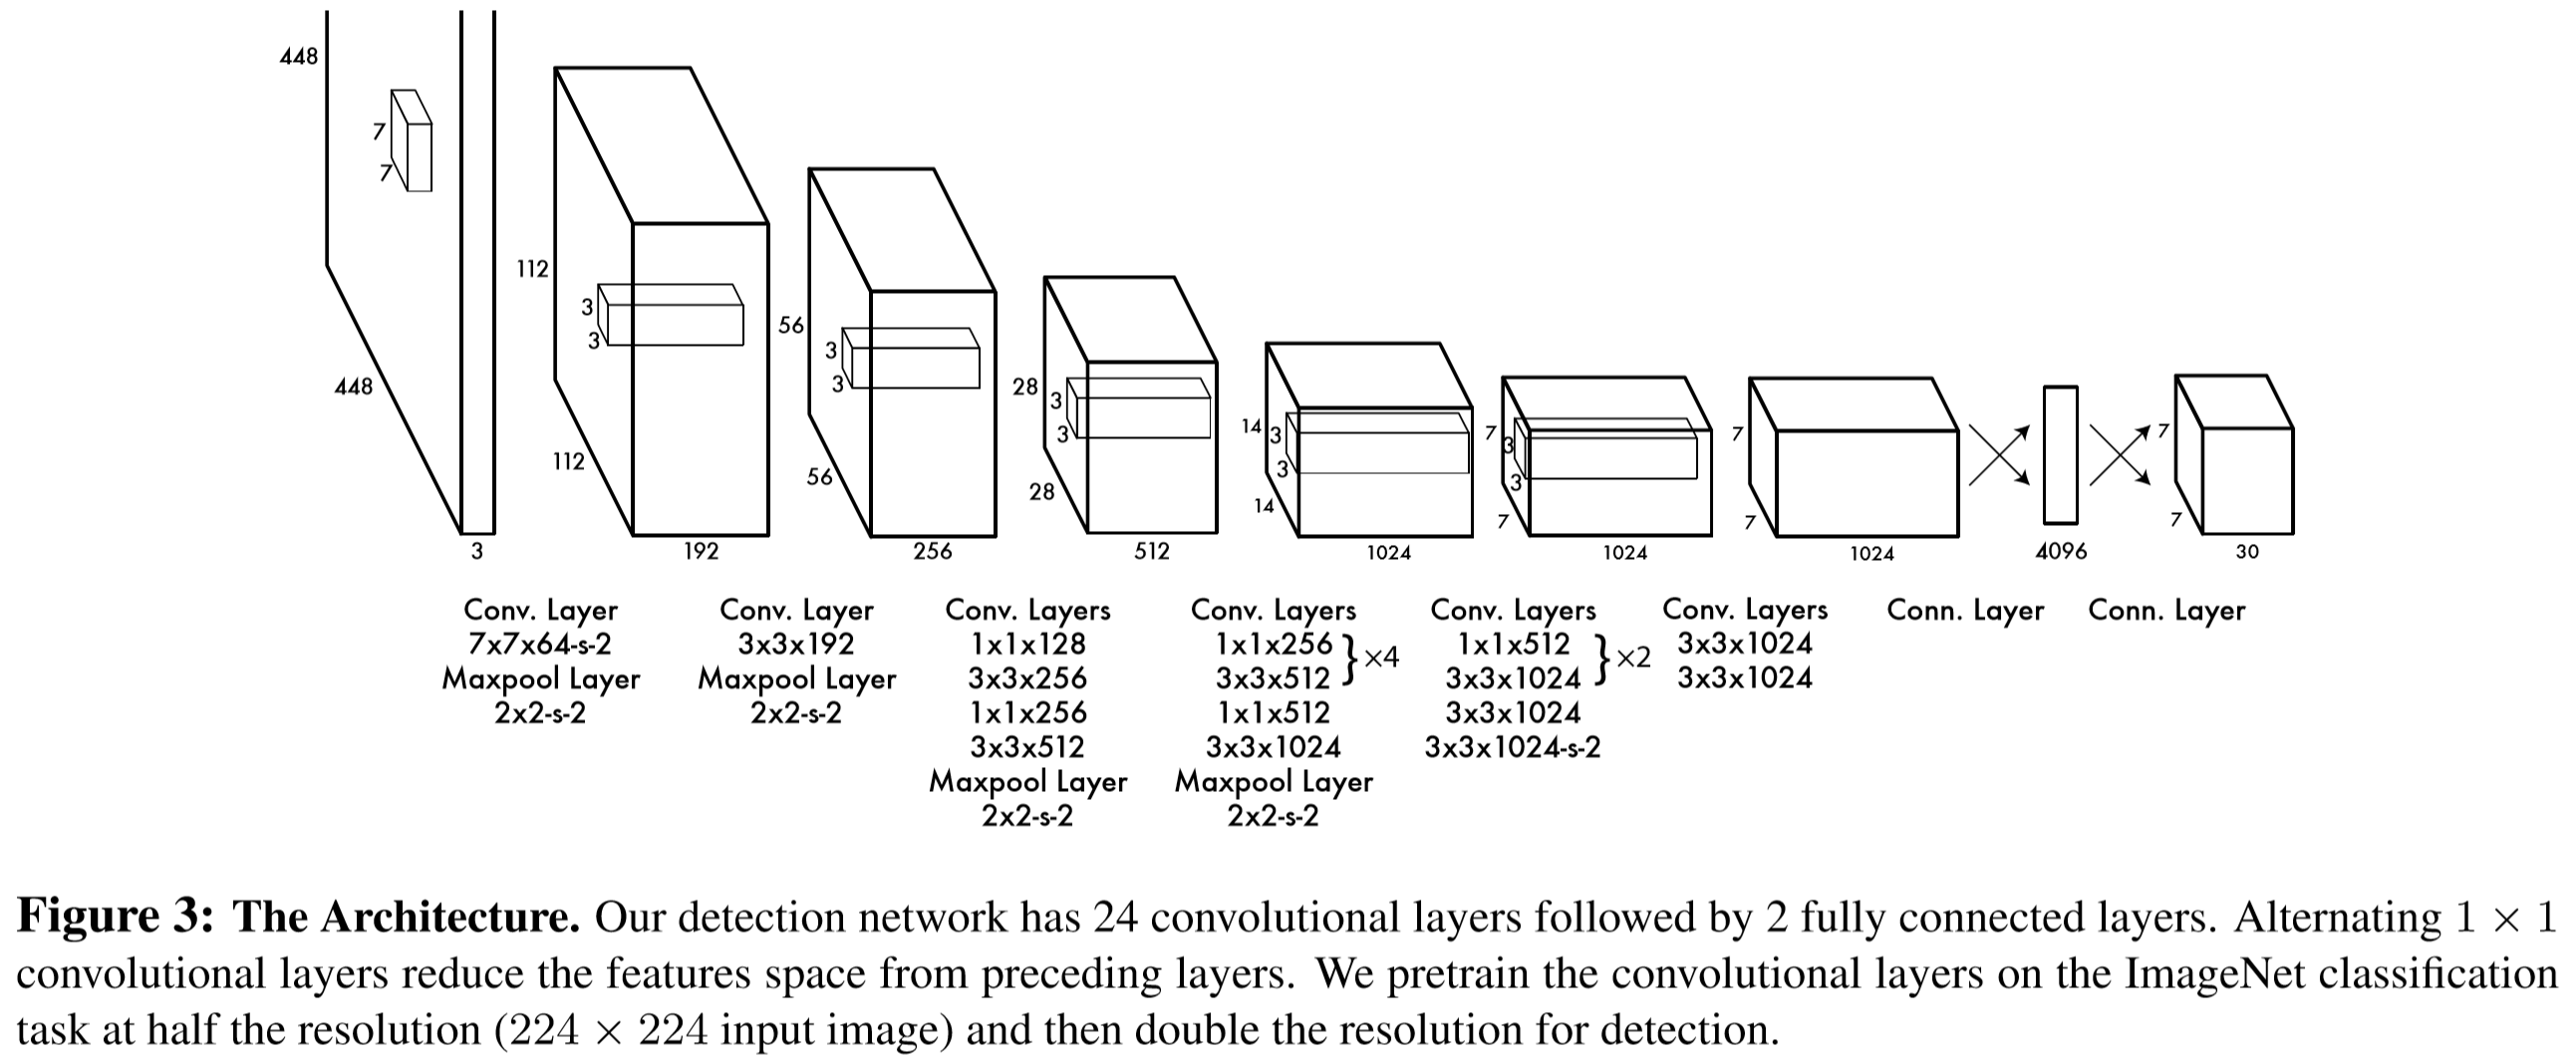 448
7
7
448
3
112
3
3
112
192
56
3
3
56
256
28
3
3
28
512
14
3
3
14
1024
7
3
3
7
1024
7
7
1024
4096
7
7
30
Conv. Layer
7x7x64-s-2
Maxpool Layer
2x2-s-2
Conv. Layer
3x3x192
Maxpool Layer
2x2-s-2
Conv. Layers
1x1x128
3x3x256
1x1x256
3x3x512
Maxpool Layer
2x2-s-2
Conv. Layers
1x1x256
3x3x512
}×4
1x1x512
3x3x1024
Maxpool Layer
2x2-s-2
Conv. Layers
1x1x512
3x3x1024
}×2
3x3x1024
3x3x1024-s-2
Conv. Layers
3x3x1024
3x3x1024
Conn. Layer
Conn. Layer
Figure 3: The Architecture. Our detection network has 24 convolutional layers followed by 2 fully connected layers. Alternating 1 × 1
convolutional layers reduce the features space from preceding layers. We pretrain the convolutional layers on the ImageNet classification
task at half the resolution (224 × 224 input image) and then double the resolution for detection.